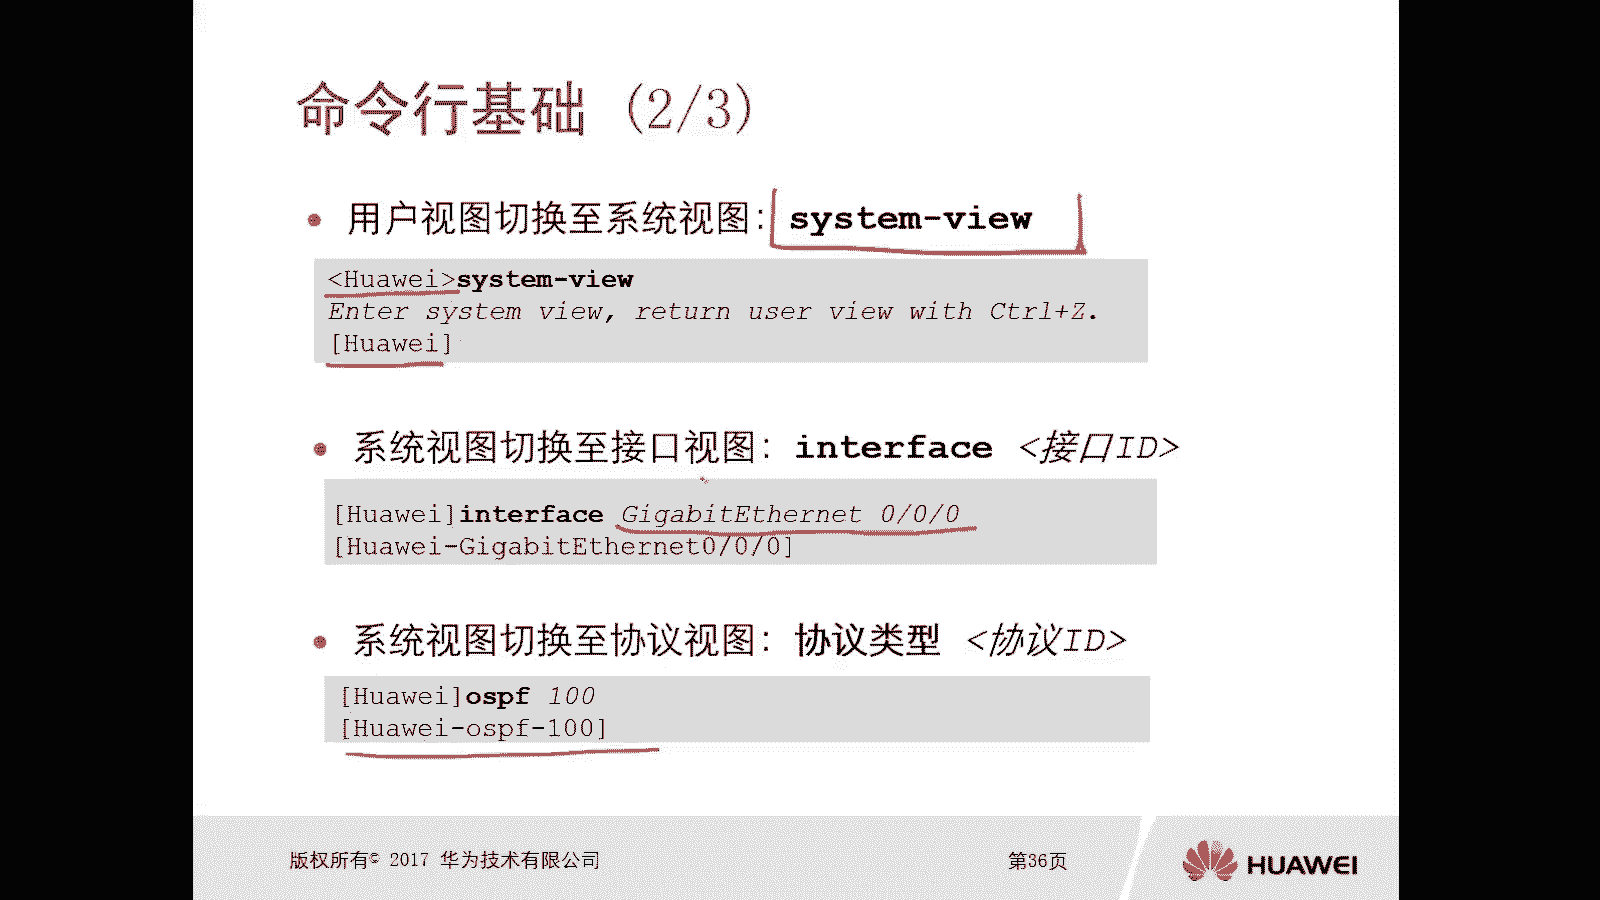 命令行基础 (2/3)
• 用户视图切换至系统视图: system-view
<Huawei>system-view
Enter system view, return user view with Ctrl+Z.
[Huawei]
• 系统视图切换至接口视图: interface <接口ID>
[Huawei]interface GigabitEthernet 0/0/0
[Huawei-GigabitEthernet0/0/0]
• 系统视图切换至协议视图: 协议类型 <协议ID>
[Huawei]ospf 100
[Huawei-ospf-100]
版权所有© 2017 华为技术有限公司
第36页
HUAWEI